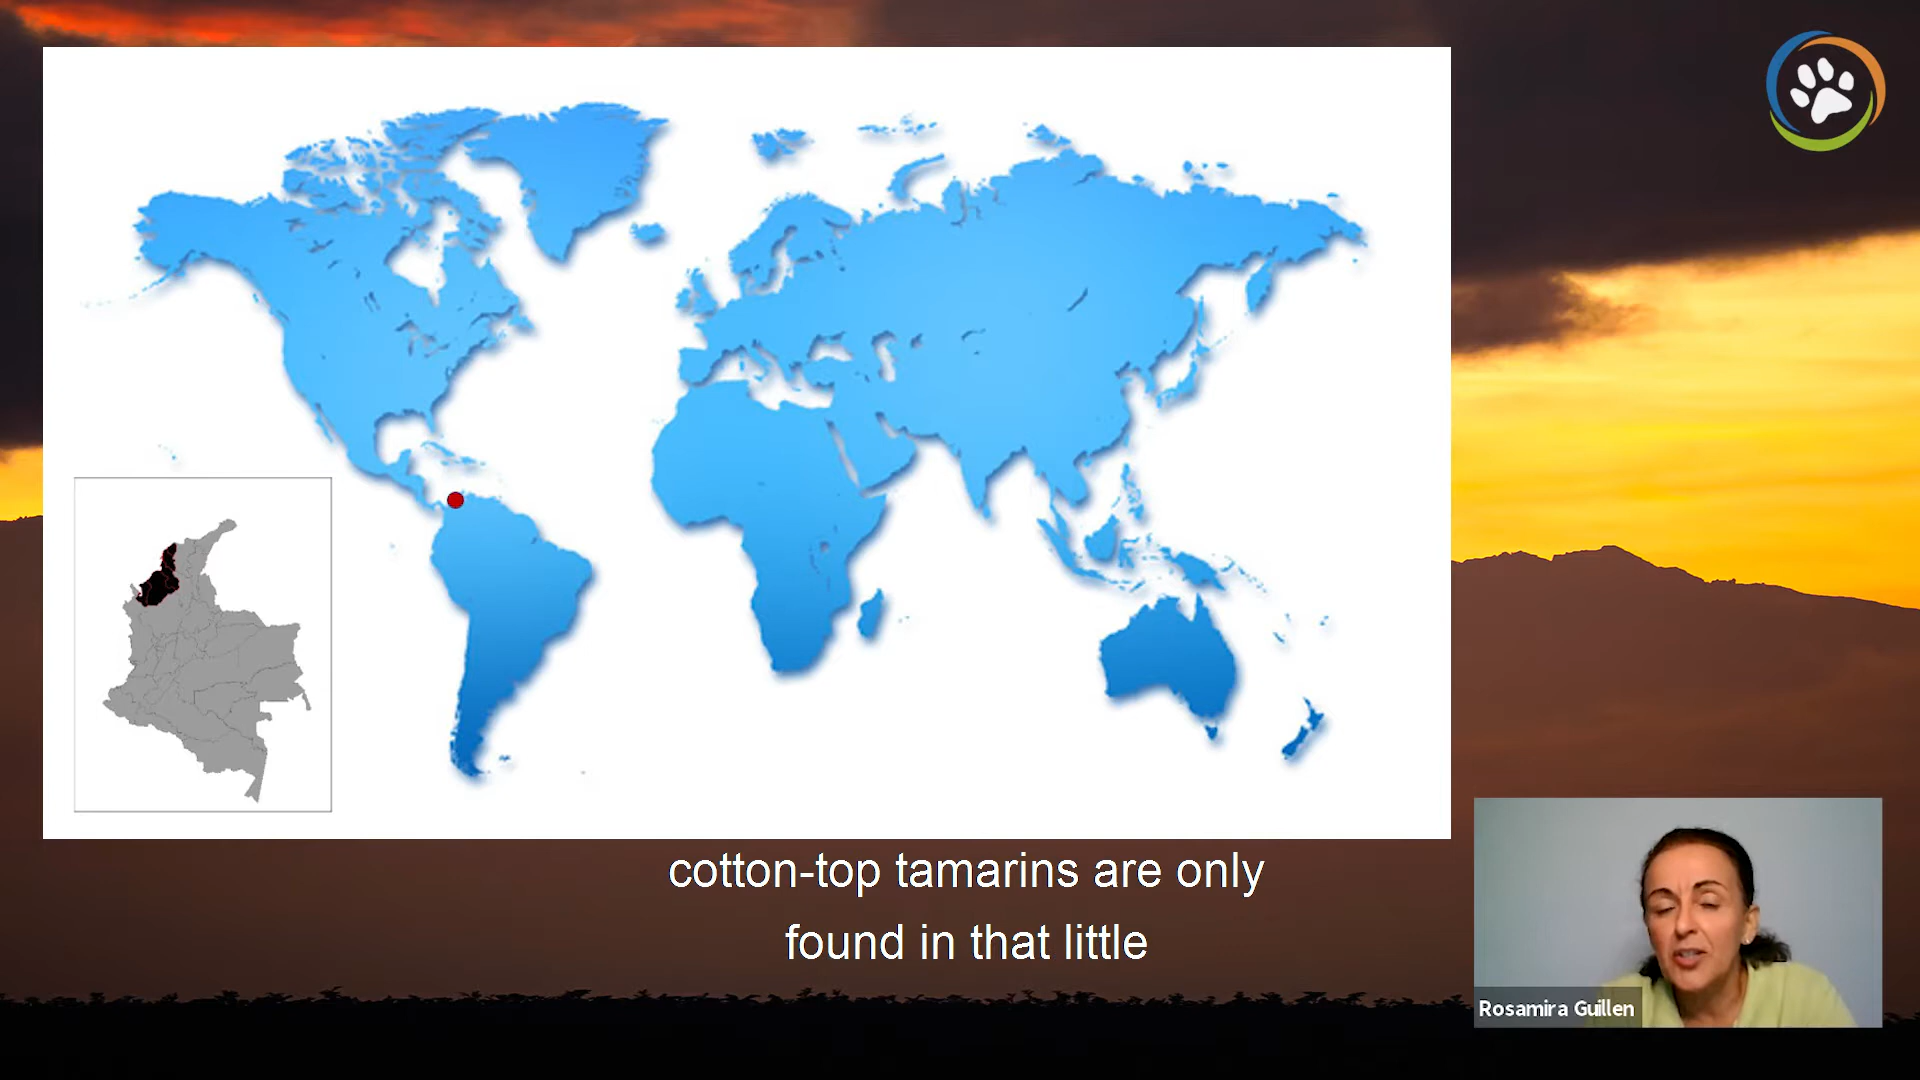 cotton-top tamarins are only
found in that little
Rosamira Guillen